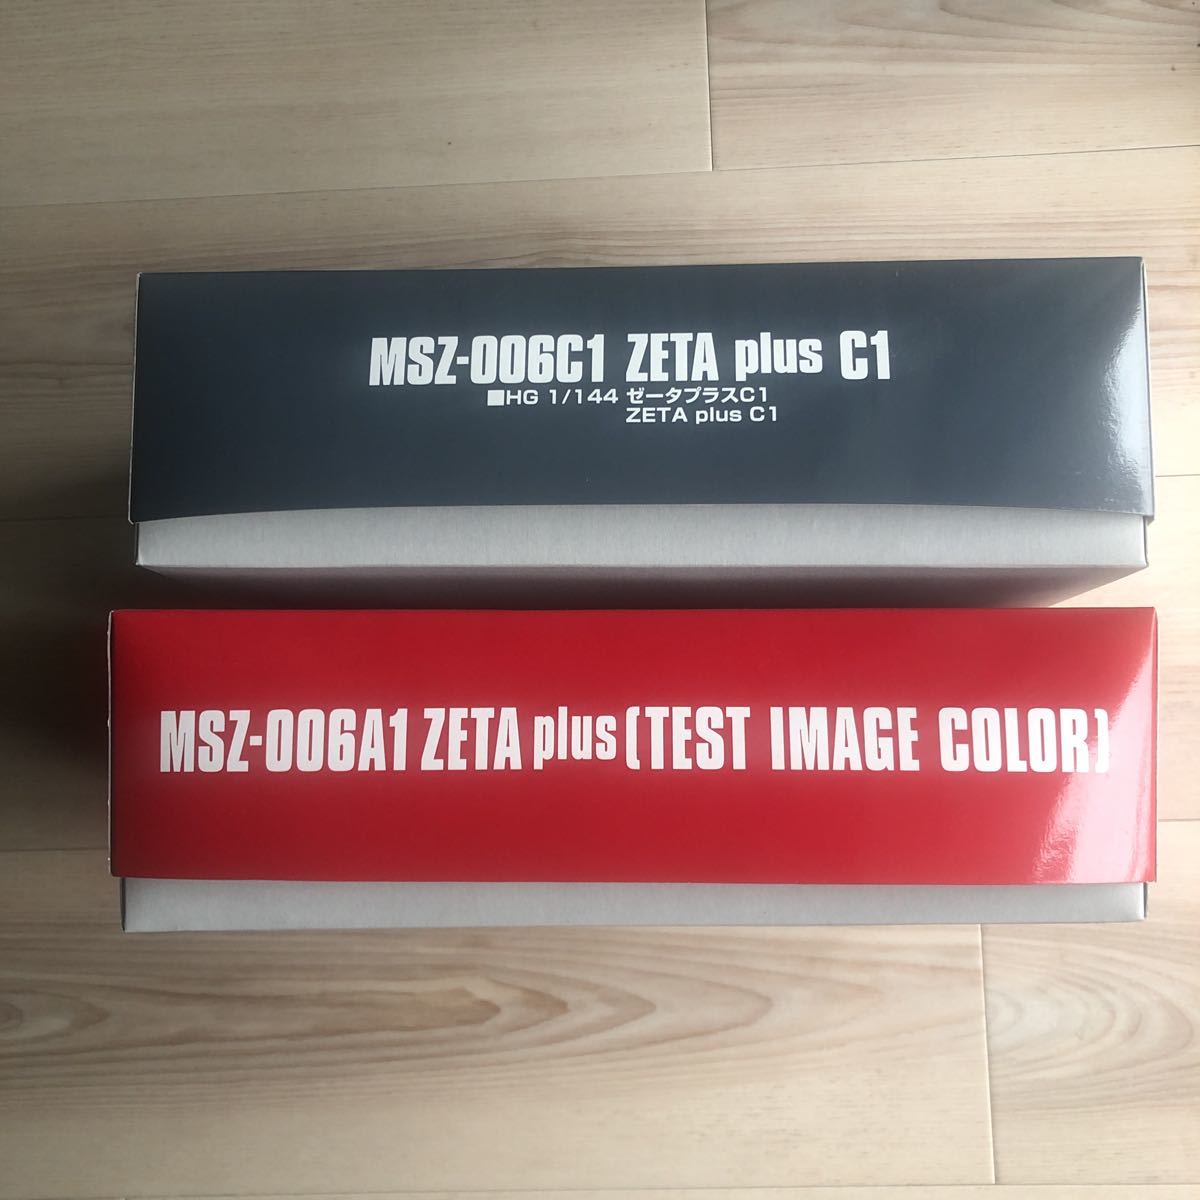 MSZ-006C1 ZETA plus C1
■HG 1/144 ゼータプラスC1
ZETA plus C1
MSZ-006A1 ZETA plus (TEST IMAGE COLOR)